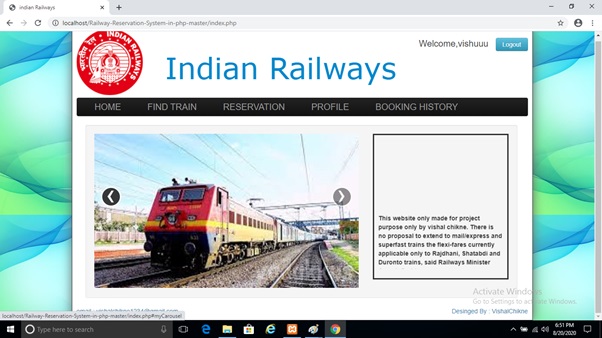 indian Railways
localhost/Railway-Reservation-System-in-php-master/index.php
INDIAN RAILWAYS
भारतीय रेल
Welcome,vishuuu
Logout
Indian Railways
HOME FIND TRAIN RESERVATION PROFILE BOOKING HISTORY
This website only made for project
purpose only by vishal chikne. There is
no proposal to extend to mail/express and
superfast trains the flexi-fares currently
applicable only to Rajdhani, Shatabdi and
Duronto trains, said Railways Minister
Activate Windows
Go to Settings to activate Windows.
Desinged By : VishalChikne
localhost/Railway-Reservation-System-in-php-master/index.php#myCarousel
Type here to search
6:51 PM
8/20/2020